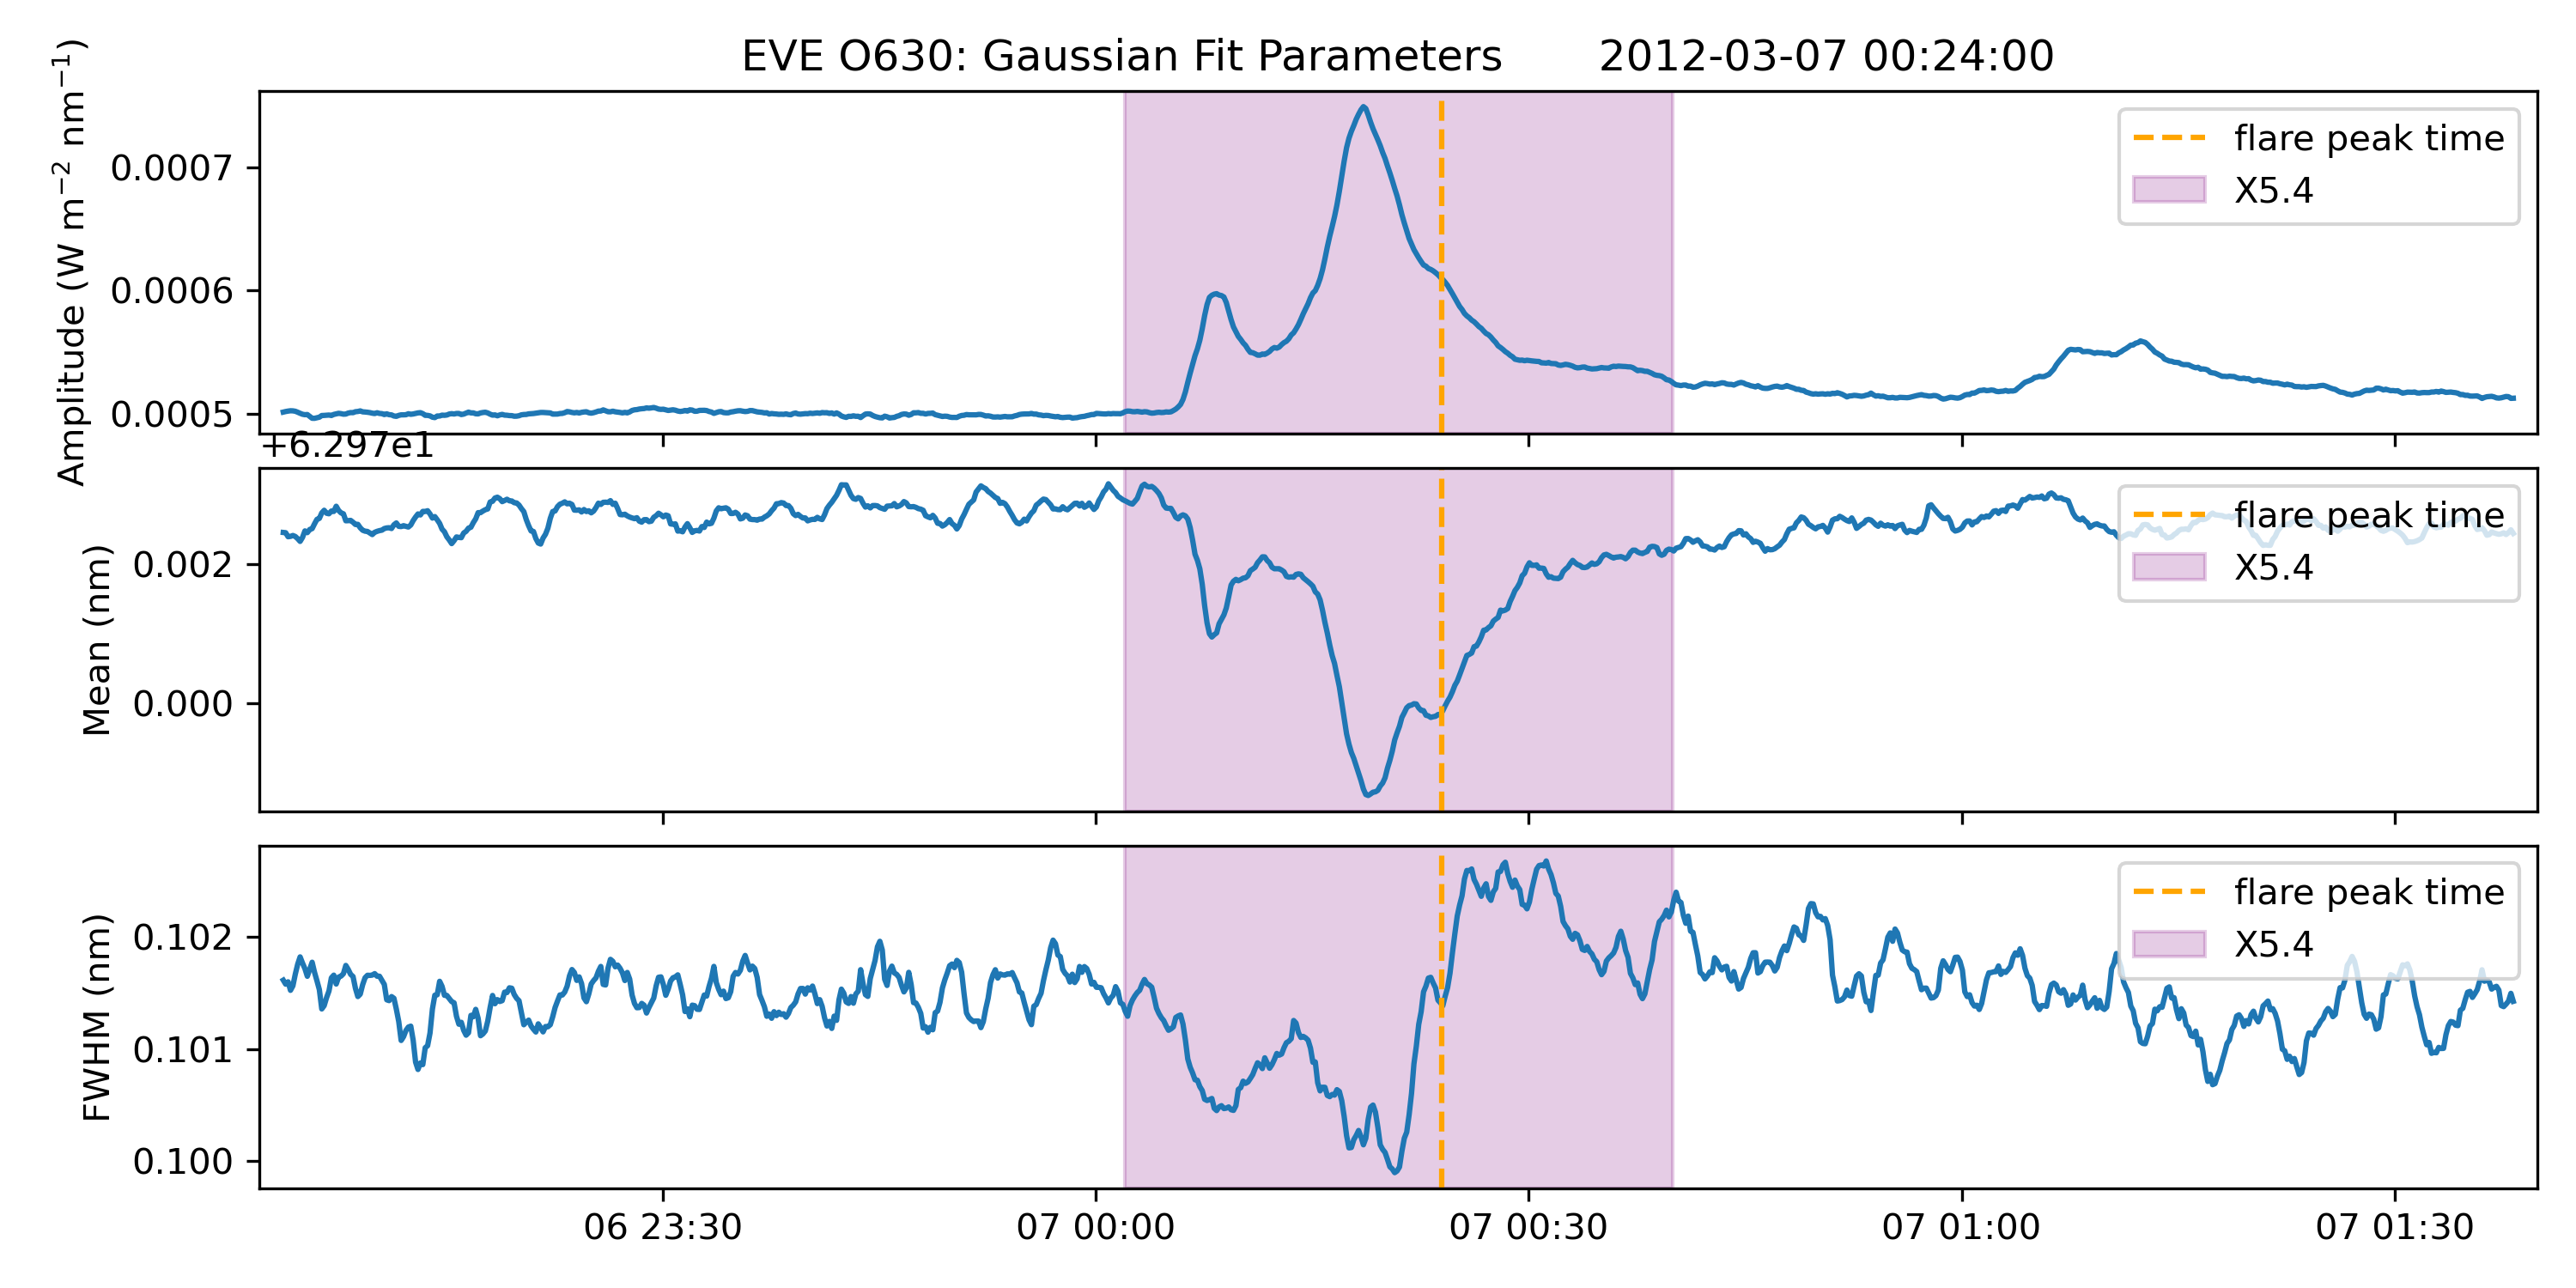 EVE O630: Gaussian Fit Parameters 2012-03-07 00:24:00
Amplitude (W m⁻² nm⁻¹)
0.0007
0.0006
0.0005
flare peak time
X5.4
+6.297e1
Mean (nm)
0.002
0.000
flare peak time
X5.4
FWHM (nm)
0.102
0.101
0.100
flare peak time
X5.4
06 23:30 07 00:00 07 00:30 07 01:00 07 01:30